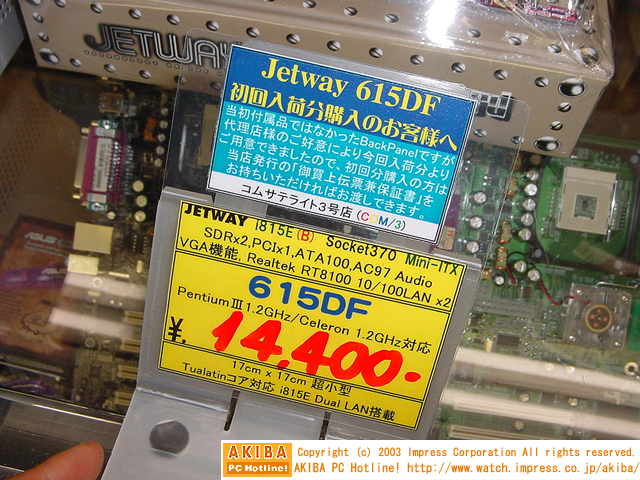 JETWAY
Jetway 615DF
初回入荷分購入のお客様へ
当初付属品ではなかったBackPanelですが
代理店様のご好意により今回入荷分より
ご用意できましたので、初回分購入の方は
当店発行の「御買上伝票兼保証書」を
お持ちいただければお渡しできます。
コムサテライト3号店 (COM/3)
JETWAY i815E(B) Socket370 Mini-ITX
SDRx2,PCIx1,ATA100,AC97 Audio
VGA機能, Realtek RT8100 10/100LAN x2
615DF
PentiumⅢ1.2GHz/Celeron 1.2GHz対応
¥.14,400-
17cm x 17cm 超小型
Tualatinコア対応 i815E Dual LAN搭載
AKIBA PC Hotline!
Copyright (c) 2003 Impress Corporation All rights reserved.
AKIBA PC Hotline! http://www.watch.impress.co.jp/akiba/